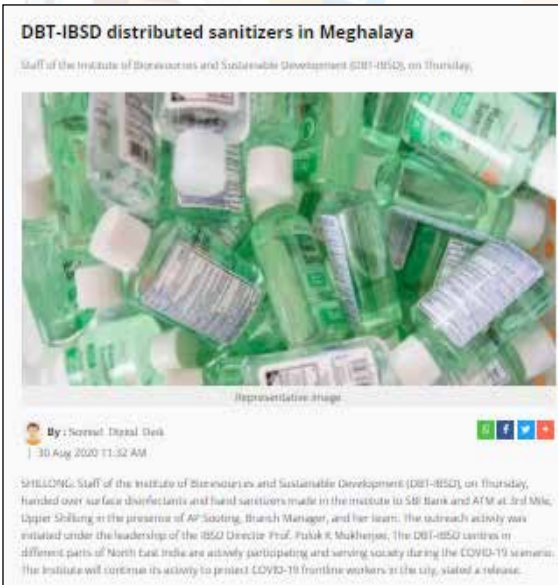 DBT-IBSD distributed sanitizers in Meghalaya
Staff of the Institute of Bioresources and Sustainable Development (DBT-IBSD), on Thursday,
Representative Image
By : Sentinel Digital Desk
| 30 Aug 2020 11:32 AM
SHILLONG: Staff of the Institute of Bioresources and Sustainable Development (DBT-IBSD), on Thursday,
handed over surface disinfectants and hand sanitizers made in the institute to SBI Bank and ATM at 3rd Mile,
Upper Shillong in the presence of AP Souting, Branch Manager, and her team. The outreach activity was
initiated under the leadership of the IBSD Director Prof. Pulok K Mukherjee. The DBT-IBSD centres in
different parts of North East India are actively participating and serving society during the COVID-19 scenario.
The Institute will continue its activity to protect COVID-19 frontline workers in the city, stated a release.